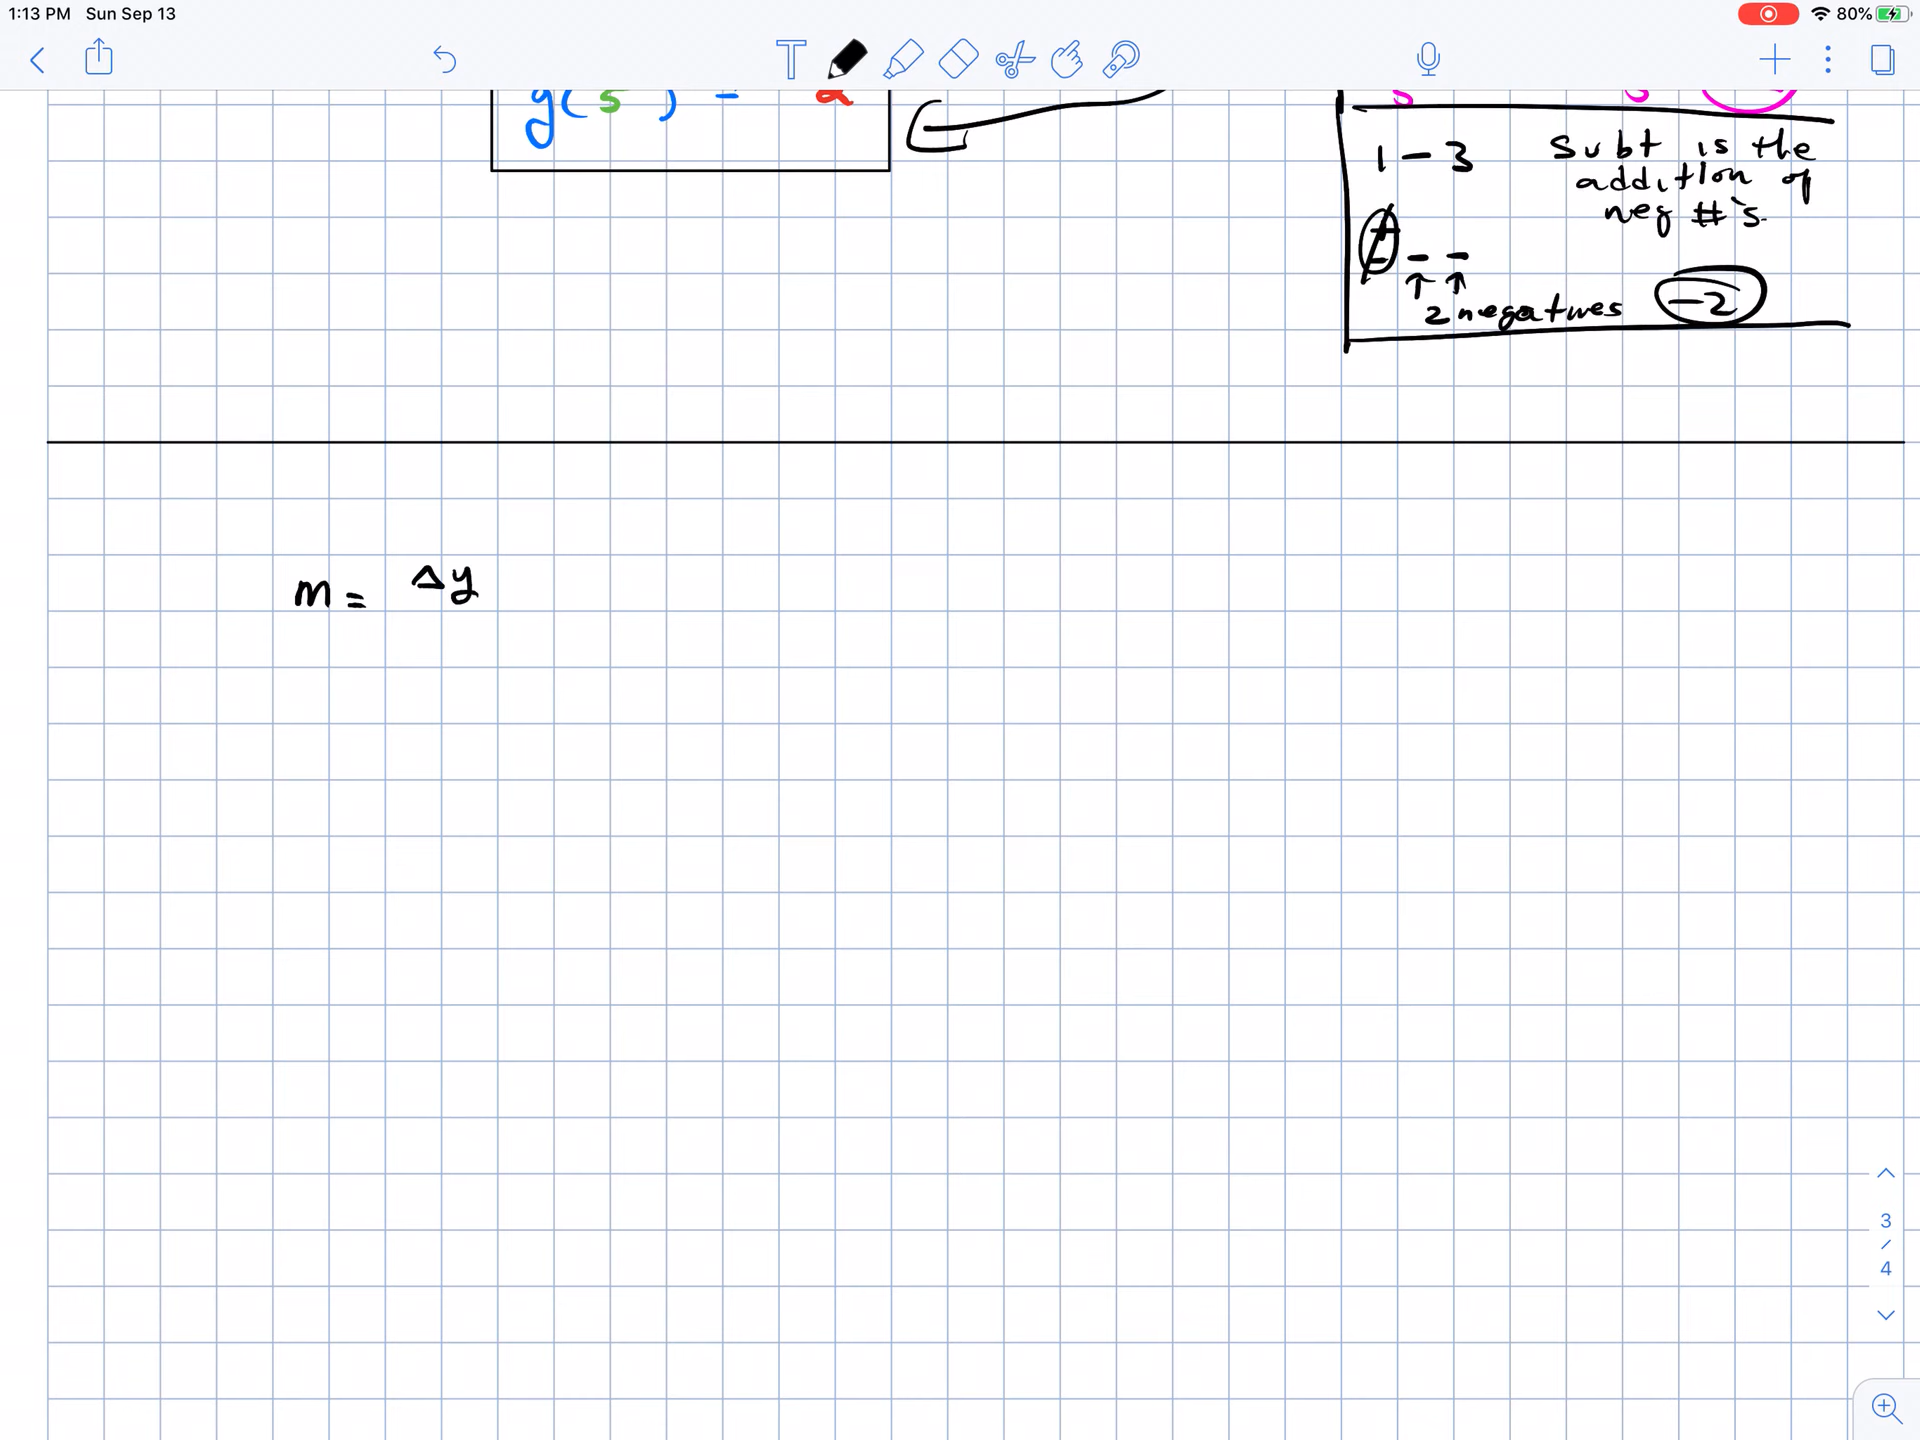 1:13 PM Sun Sep 13
80%
T
y(5) = 2
1 - 3
Subt is the
addition of
neg #'s.
2 negatives
-2
m = Δy
3
/
4